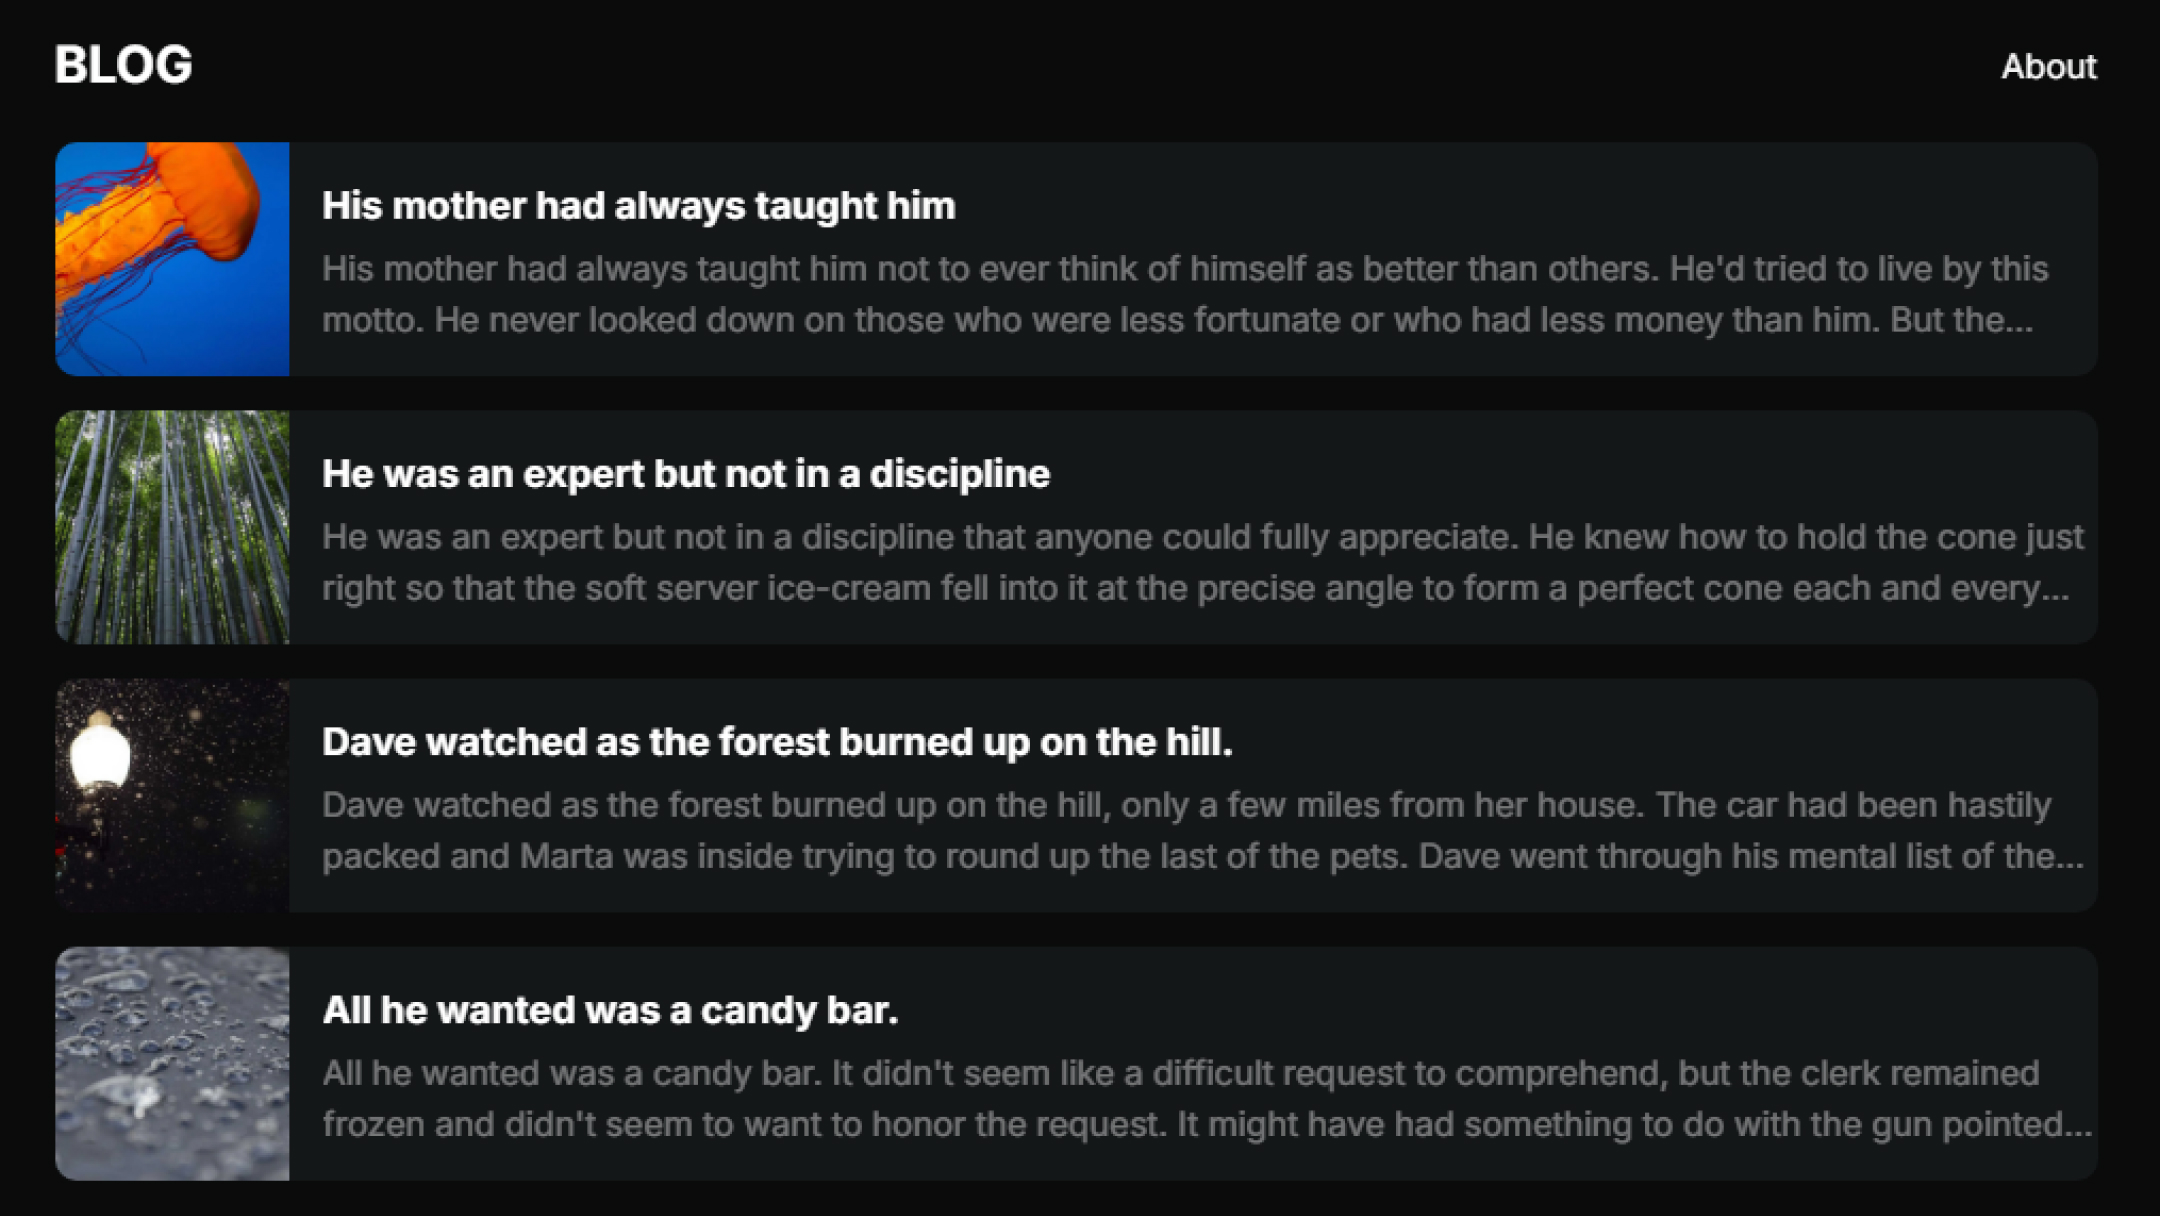 BLOG
About
His mother had always taught him
His mother had always taught him not to ever think of himself as better than others. He'd tried to live by this
motto. He never looked down on those who were less fortunate or who had less money than him. But the...
He was an expert but not in a discipline
He was an expert but not in a discipline that anyone could fully appreciate. He knew how to hold the cone just
right so that the soft server ice-cream fell into it at the precise angle to form a perfect cone each and every...
Dave watched as the forest burned up on the hill.
Dave watched as the forest burned up on the hill, only a few miles from her house. The car had been hastily
packed and Marta was inside trying to round up the last of the pets. Dave went through his mental list of the...
All he wanted was a candy bar.
All he wanted was a candy bar. It didn't seem like a difficult request to comprehend, but the clerk remained
frozen and didn't seem to want to honor the request. It might have had something to do with the gun pointed...